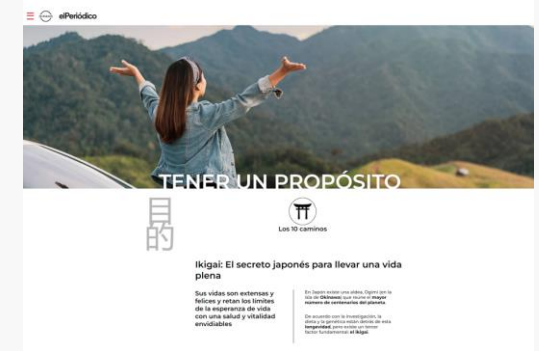 elPeriódico
TENER UN PROPÓSITO
目
的
Los 10 caminos
Ikigai: El secreto japonés para llevar una vida
plena
Sus vidas son extensas y
felices y retan los límites
de la esperanza de vida
con una salud y vitalidad
envidiables
En Japón existe una aldea, Ogimi (en la
isla de Okinawa) que reúne el mayor
número de centenarios del planeta.
De acuerdo con la investigación, la
dieta y la genética están detrás de esta
longevidad, pero existe un tercer
factor fundamental: el ikigai.